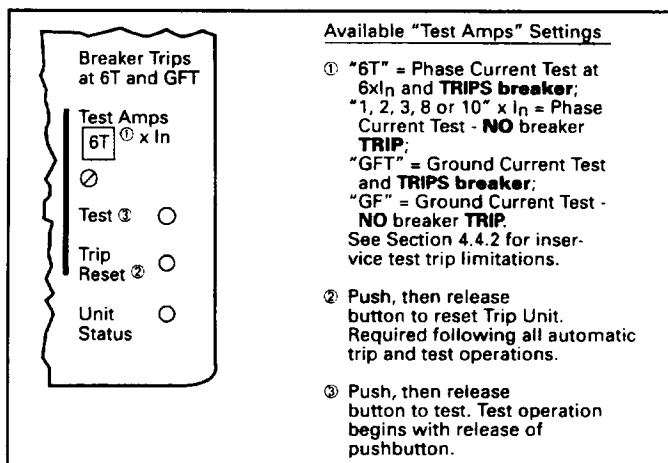 Breaker Trips
at 6T and GFT
Test Amps
6T ① x In
Test ③
Trip
Reset ②
Unit
Status
Available "Test Amps" Settings
① "6T" = Phase Current Test at
6xIn and TRIPS breaker;
"1, 2, 3, 8 or 10" x In = Phase
Current Test - NO breaker
TRIP;
"GFT" = Ground Current Test
and TRIPS breaker;
"GF" = Ground Current Test -
NO breaker TRIP.
See Section 4.4.2 for inser-
vice test trip limitations.
② Push, then release
button to reset Trip Unit.
Required following all automatic
trip and test operations.
③ Push, then release
button to test. Test operation
begins with release of
pushbutton.